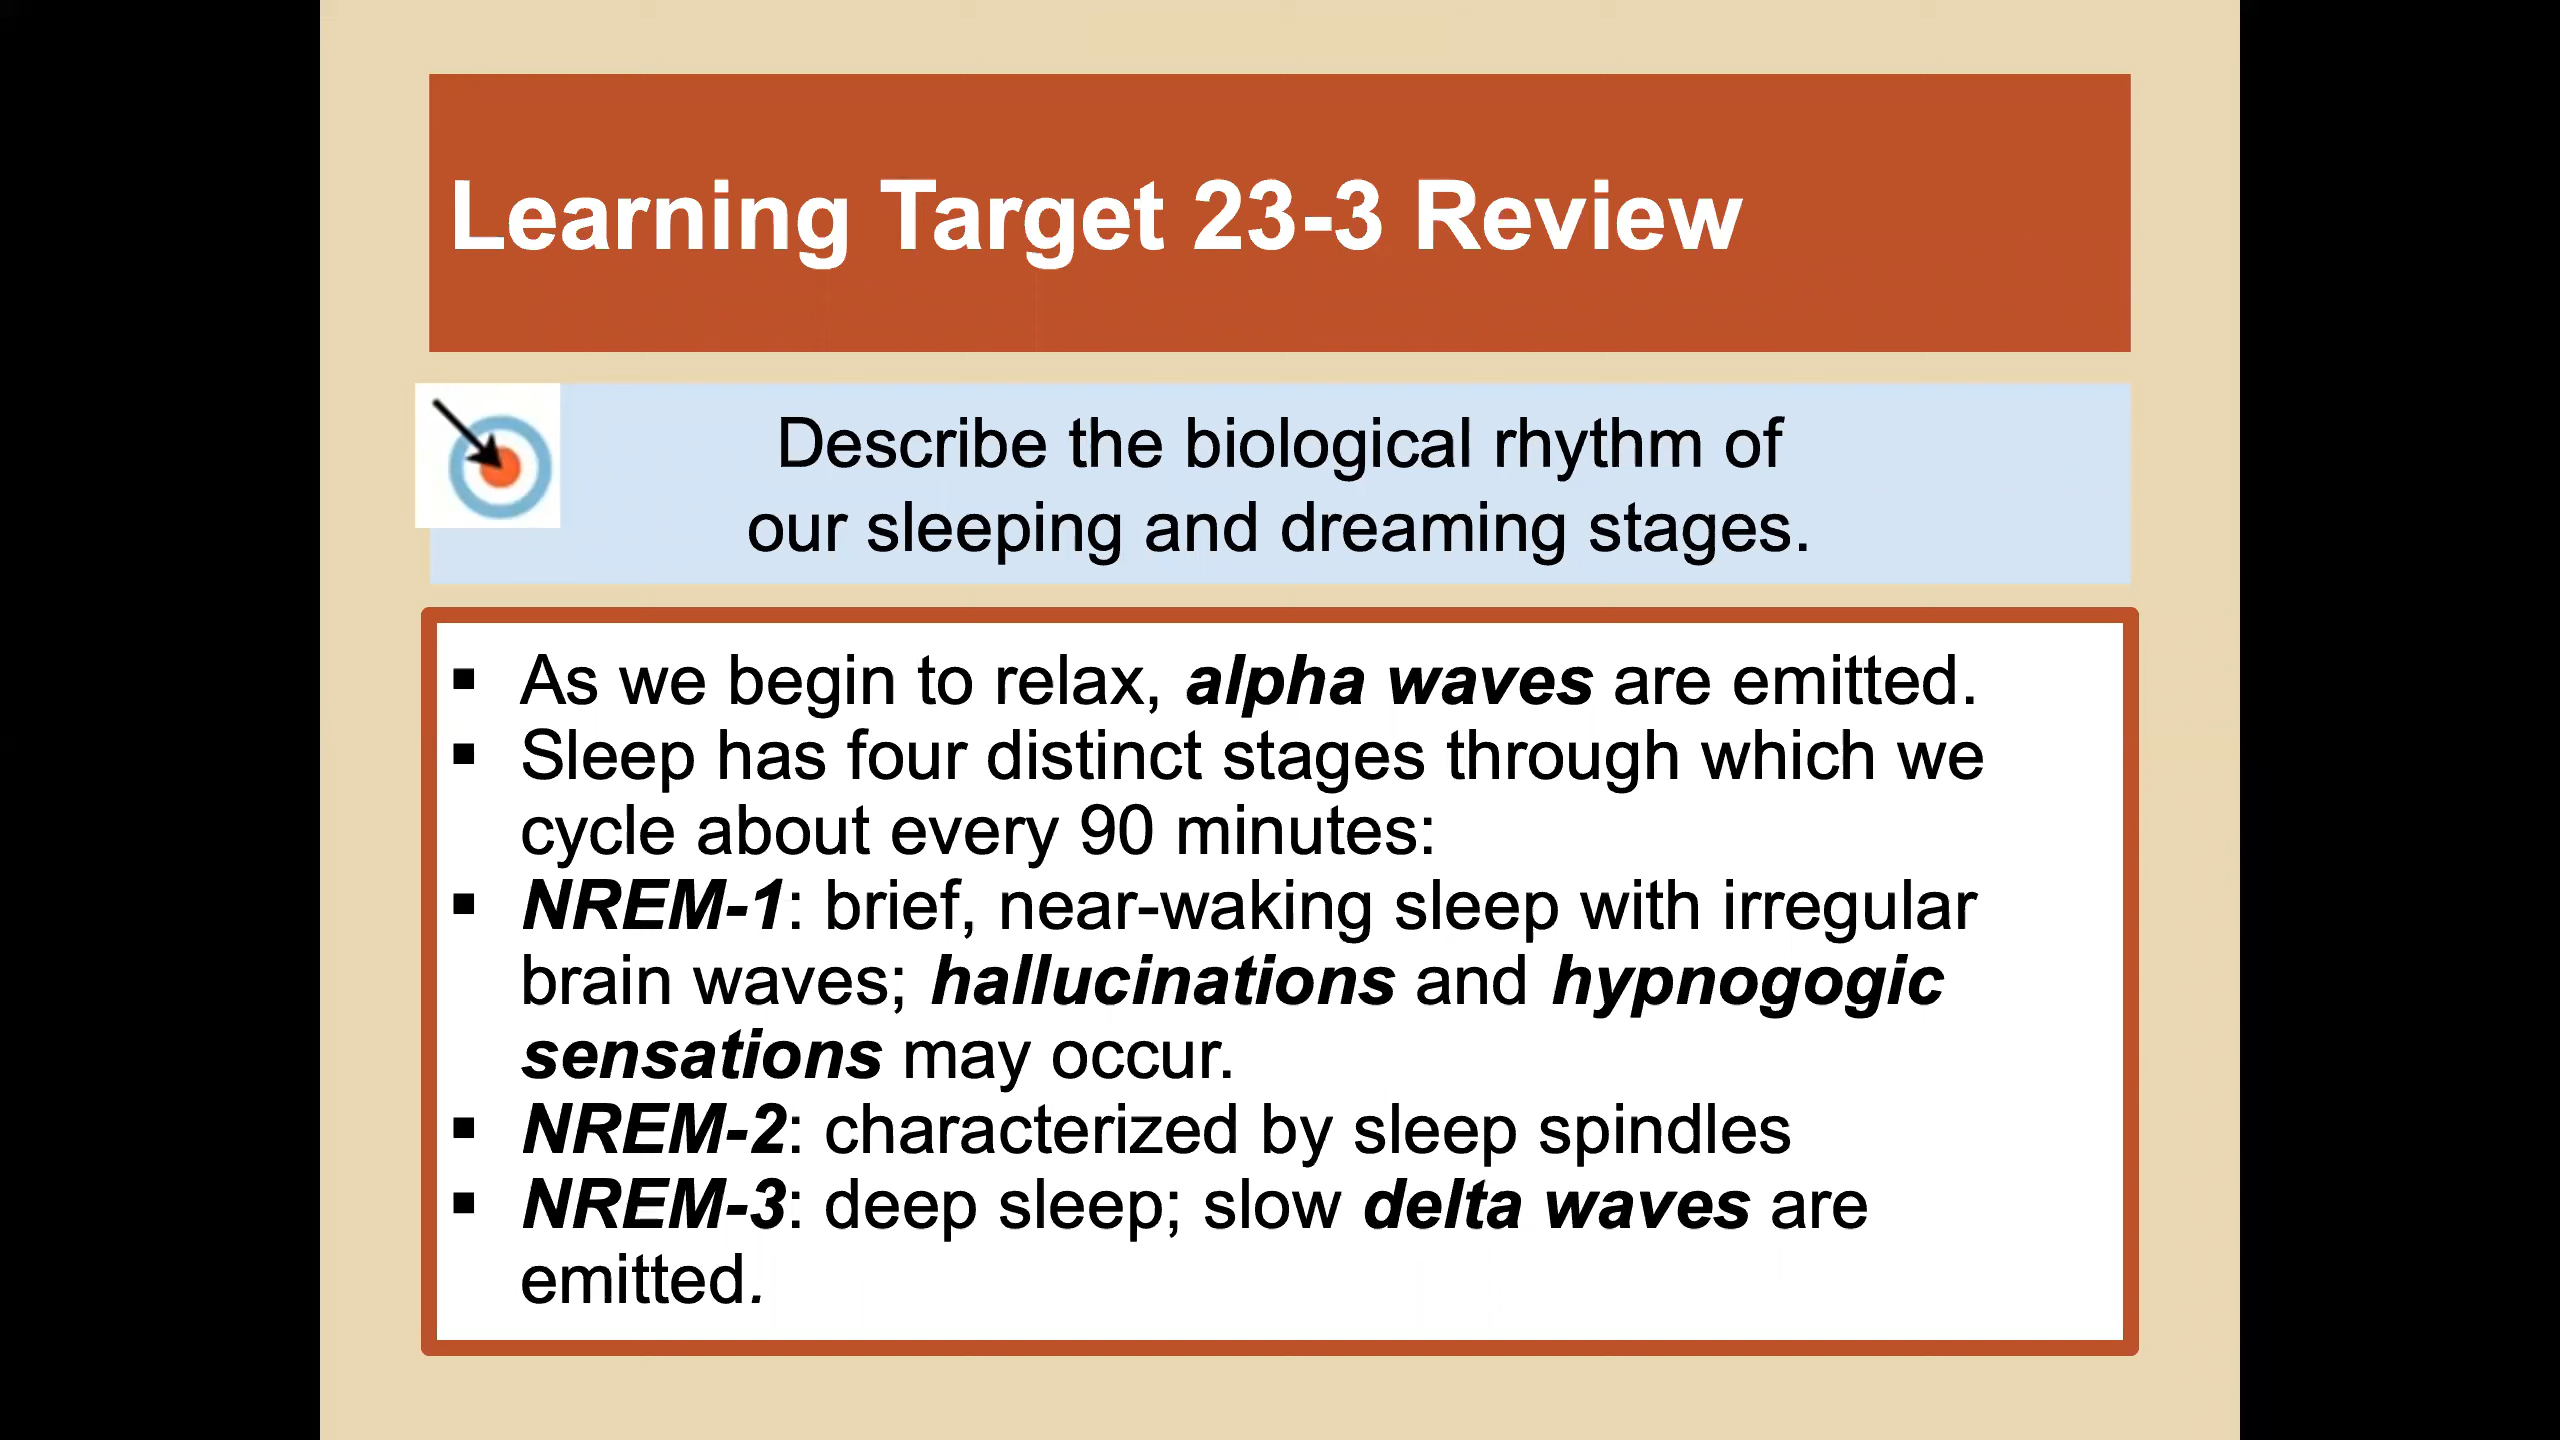 Learning Target 23-3 Review
Describe the biological rhythm of
our sleeping and dreaming stages.
▪ As we begin to relax, alpha waves are emitted.
▪ Sleep has four distinct stages through which we
cycle about every 90 minutes:
▪ NREM-1: brief, near-waking sleep with irregular
brain waves; hallucinations and hypnogogic
sensations may occur.
▪ NREM-2: characterized by sleep spindles
▪ NREM-3: deep sleep; slow delta waves are
emitted.